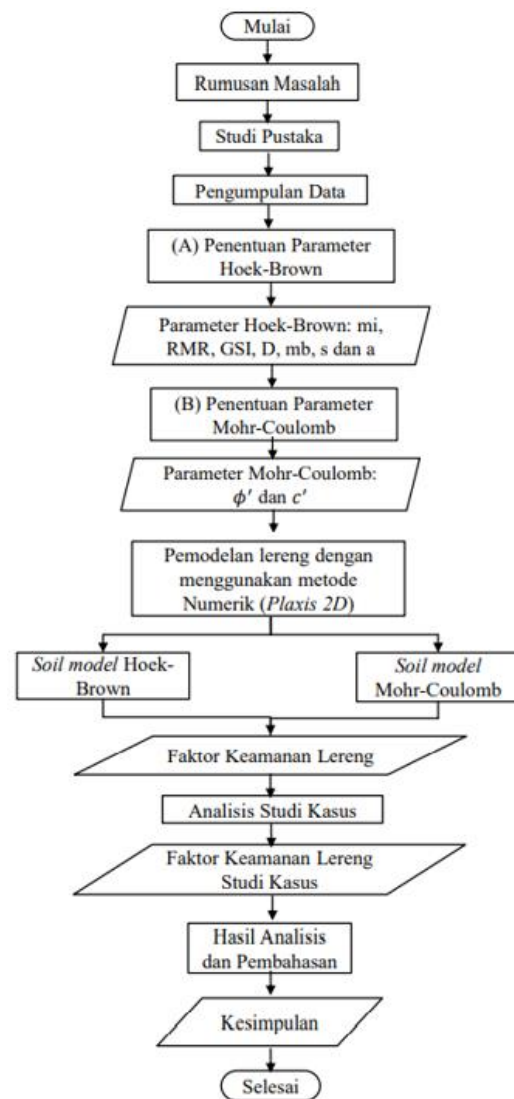 Mulai
Rumusan Masalah
Studi Pustaka
Pengumpulan Data
(A) Penentuan Parameter
Hoek-Brown
Parameter Hoek-Brown: mi,
RMR, GSI, D, mb, s dan a
(B) Penentuan Parameter
Mohr-Coulomb
Parameter Mohr-Coulomb:
ϕ′ dan c′
Pemodelan lereng dengan
menggunakan metode
Numerik (Plaxis 2D)
Soil model Hoek-
Brown
Soil model
Mohr-Coulomb
Faktor Keamanan Lereng
Analisis Studi Kasus
Faktor Keamanan Lereng
Studi Kasus
Hasil Analisis
dan Pembahasan
Kesimpulan
Selesai